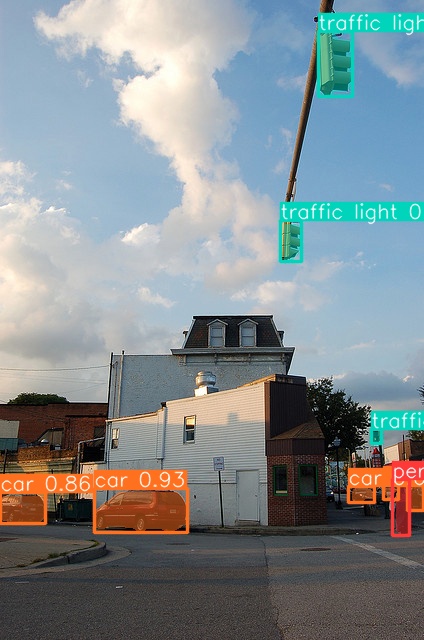 traffic ligh
traffic light 0
traffi
car 0.86
car 0.93
car
per